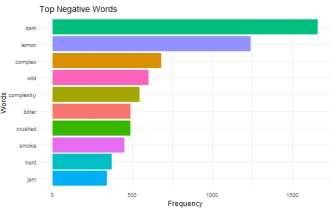 Top Negative Words
dark
lemon
complex
wild
complexity
bitter
crushed
smoke
hard
jam
Words
0
500
1000
1500
Frequency